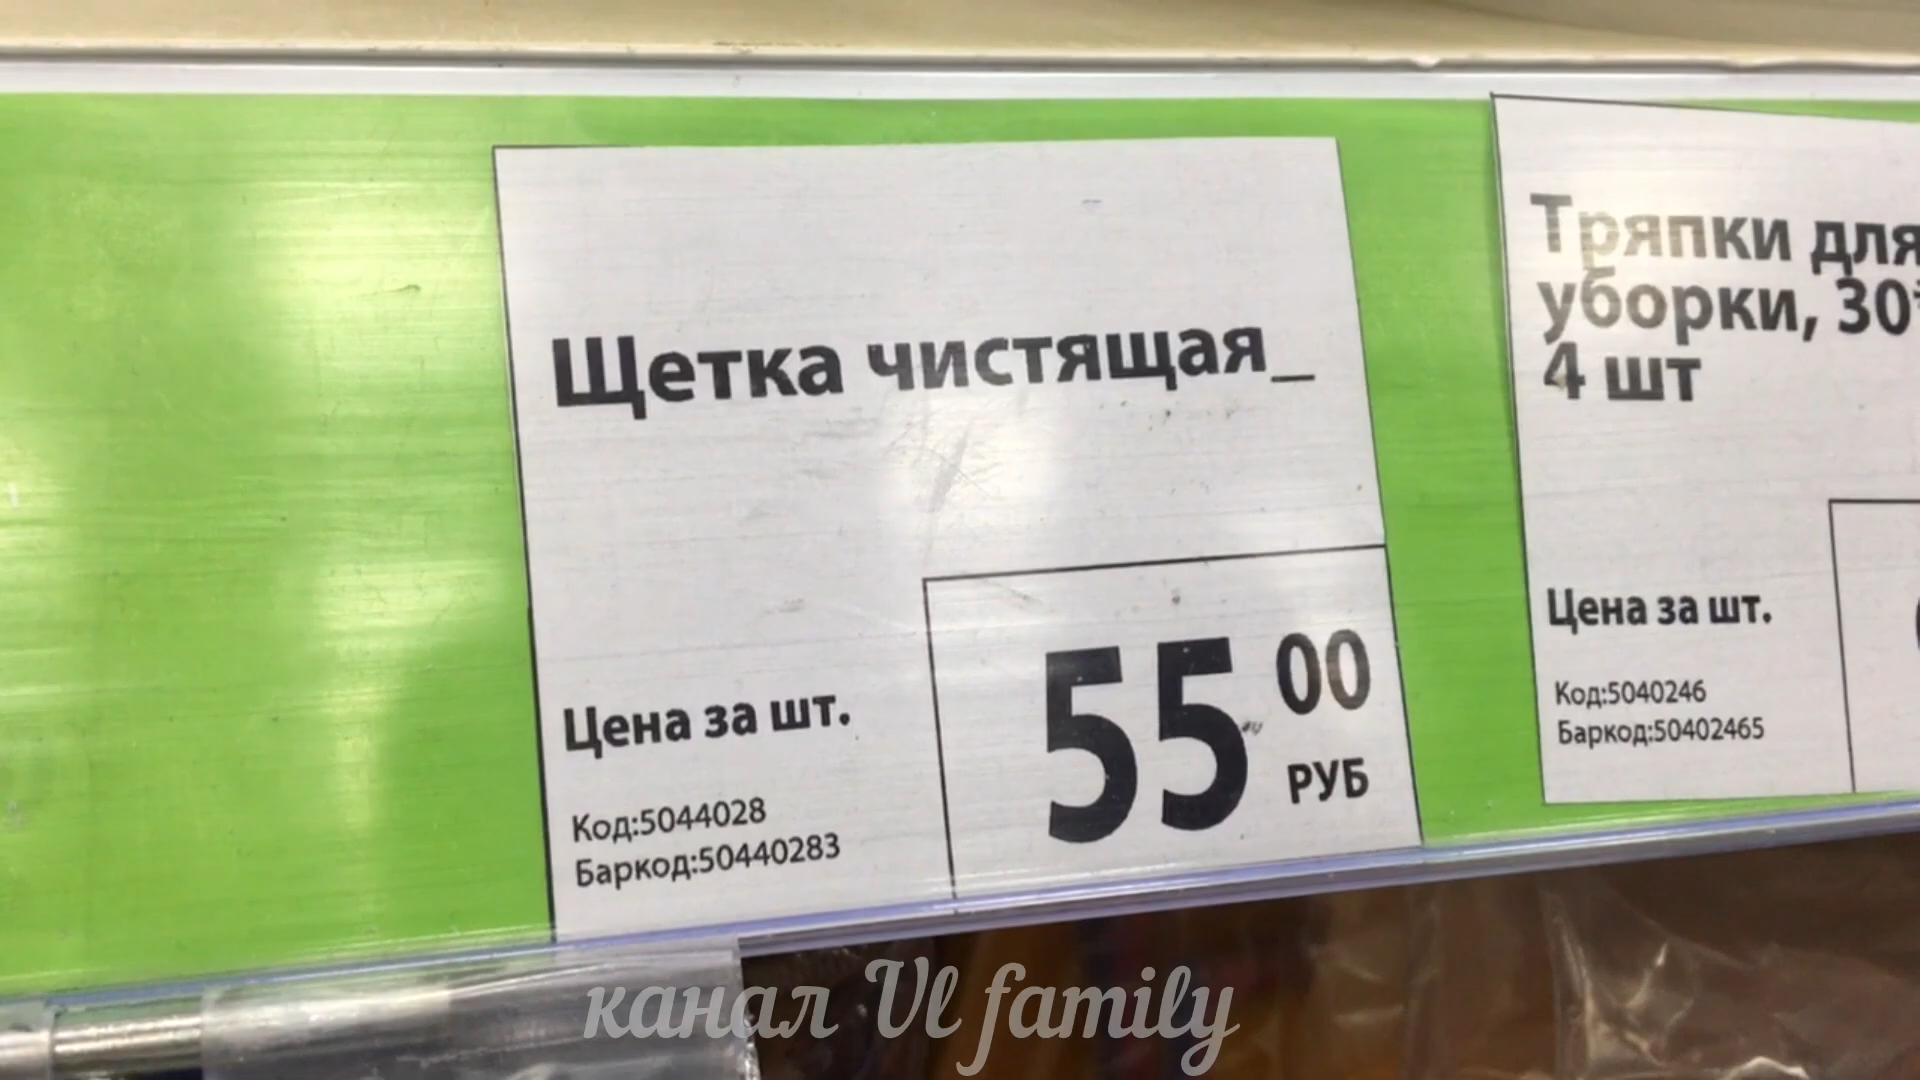 Щетка чистящая_
Цена за шт.
55 00
РУБ
Код:5044028
Баркод:50440283
Тряпки для
уборки, 30*
4 шт
Цена за шт.
Код:5040246
Баркод:50402465
канал Vl family